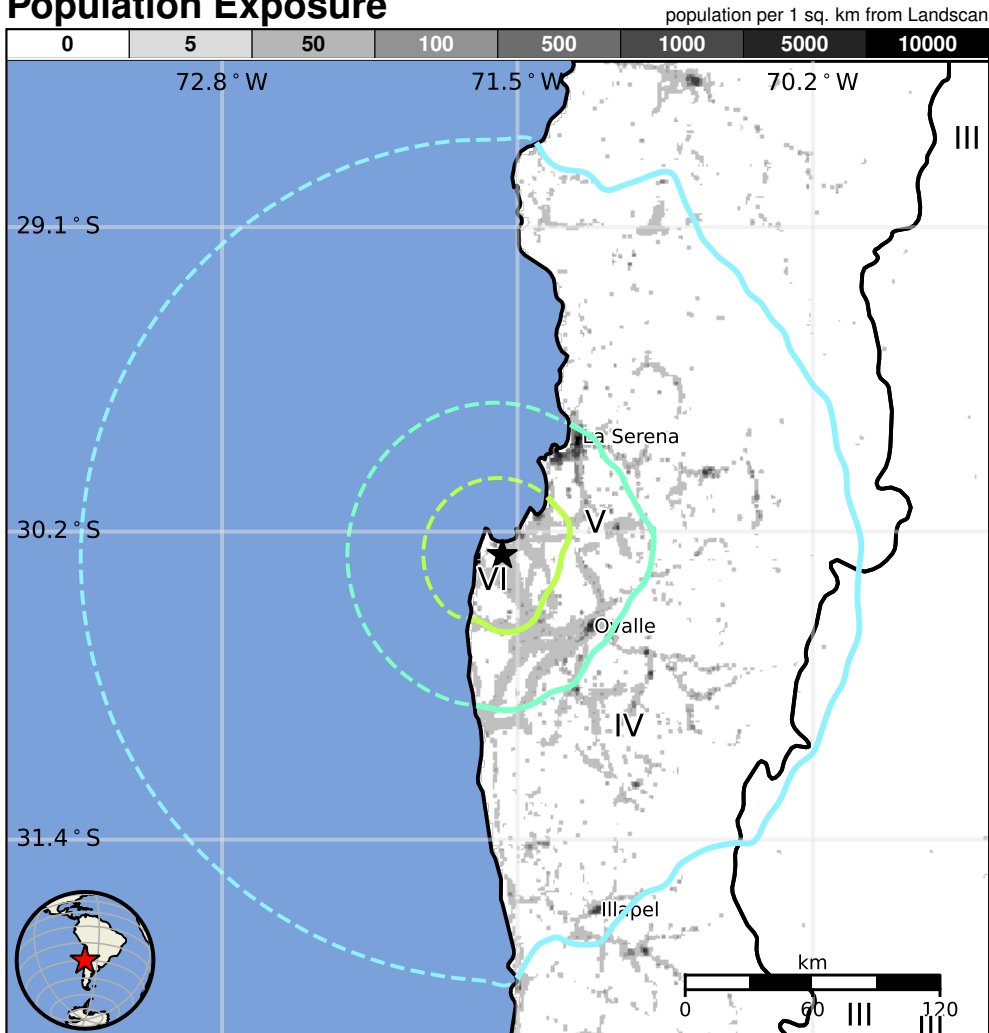 Population Exposure
population per 1 sq. km from Landscan
0 5 50 100 500 1000 5000 10000
72.8°W 71.5°W 70.2°W
III
29.1°S
La Serena
30.2°S
V
VI
Ovalle
IV
31.4°S
Illapel
km
0 60 120
III III